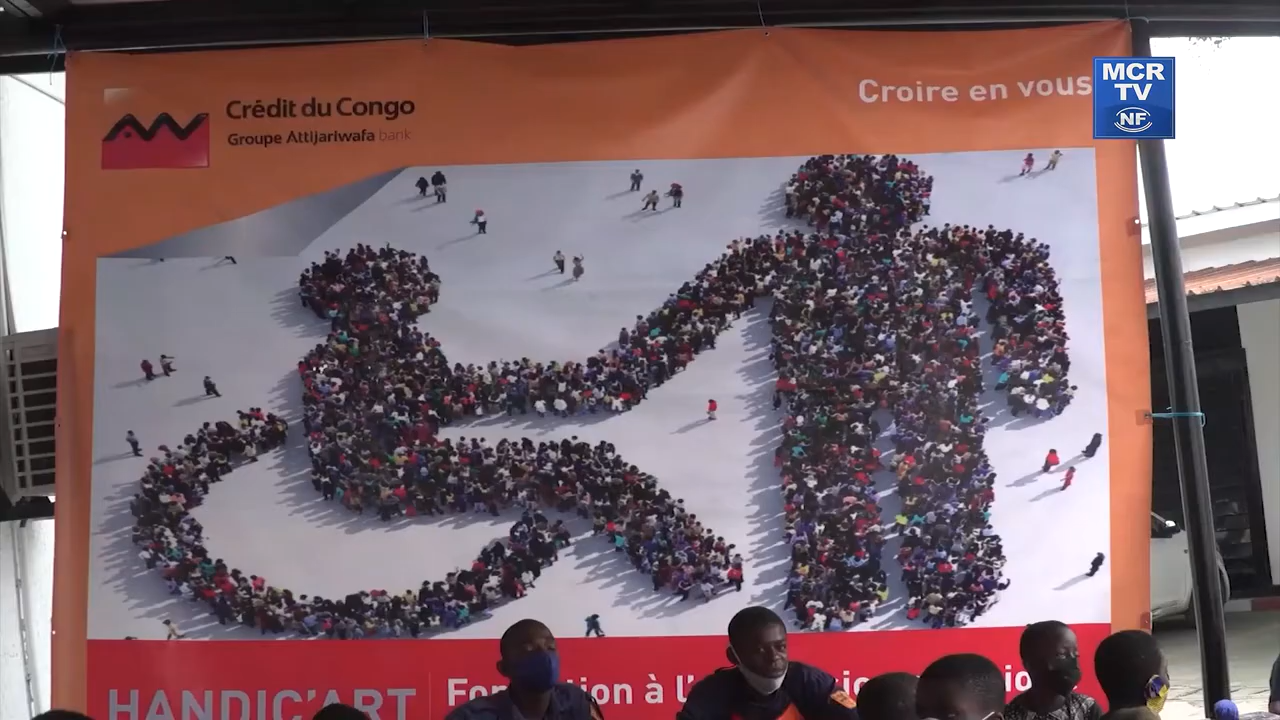 Crédit du Congo
Groupe Attijariwafa bank
Croire en vous
MCR
TV
NF
HANDIC'ART
à l'